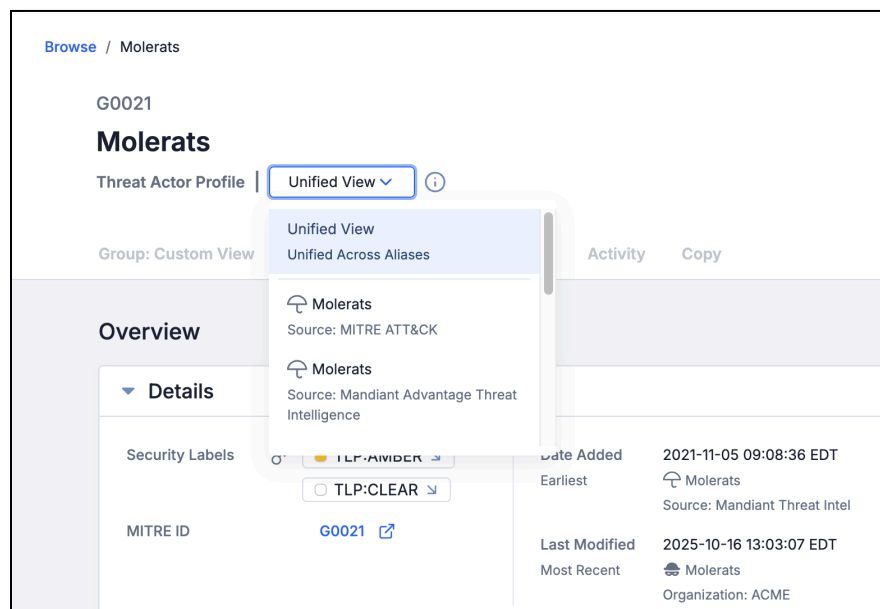 Browse / Molerats
G0021
Molerats
Threat Actor Profile | Unified View
Unified View
Unified Across Aliases
Group: Custom View
Activity
Copy
Molerats
Source: MITRE ATT&CK
Molerats
Source: Mandiant Advantage Threat
Intelligence
Overview
Details
Security Labels
TLP:AMBER
TLP:CLEAR
MITRE ID
G0021
Date Added
2021-11-05 09:08:36 EDT
Earliest
Molerats
Source: Mandiant Threat Intel
Last Modified
2025-10-16 13:03:07 EDT
Most Recent
Molerats
Organization: ACME